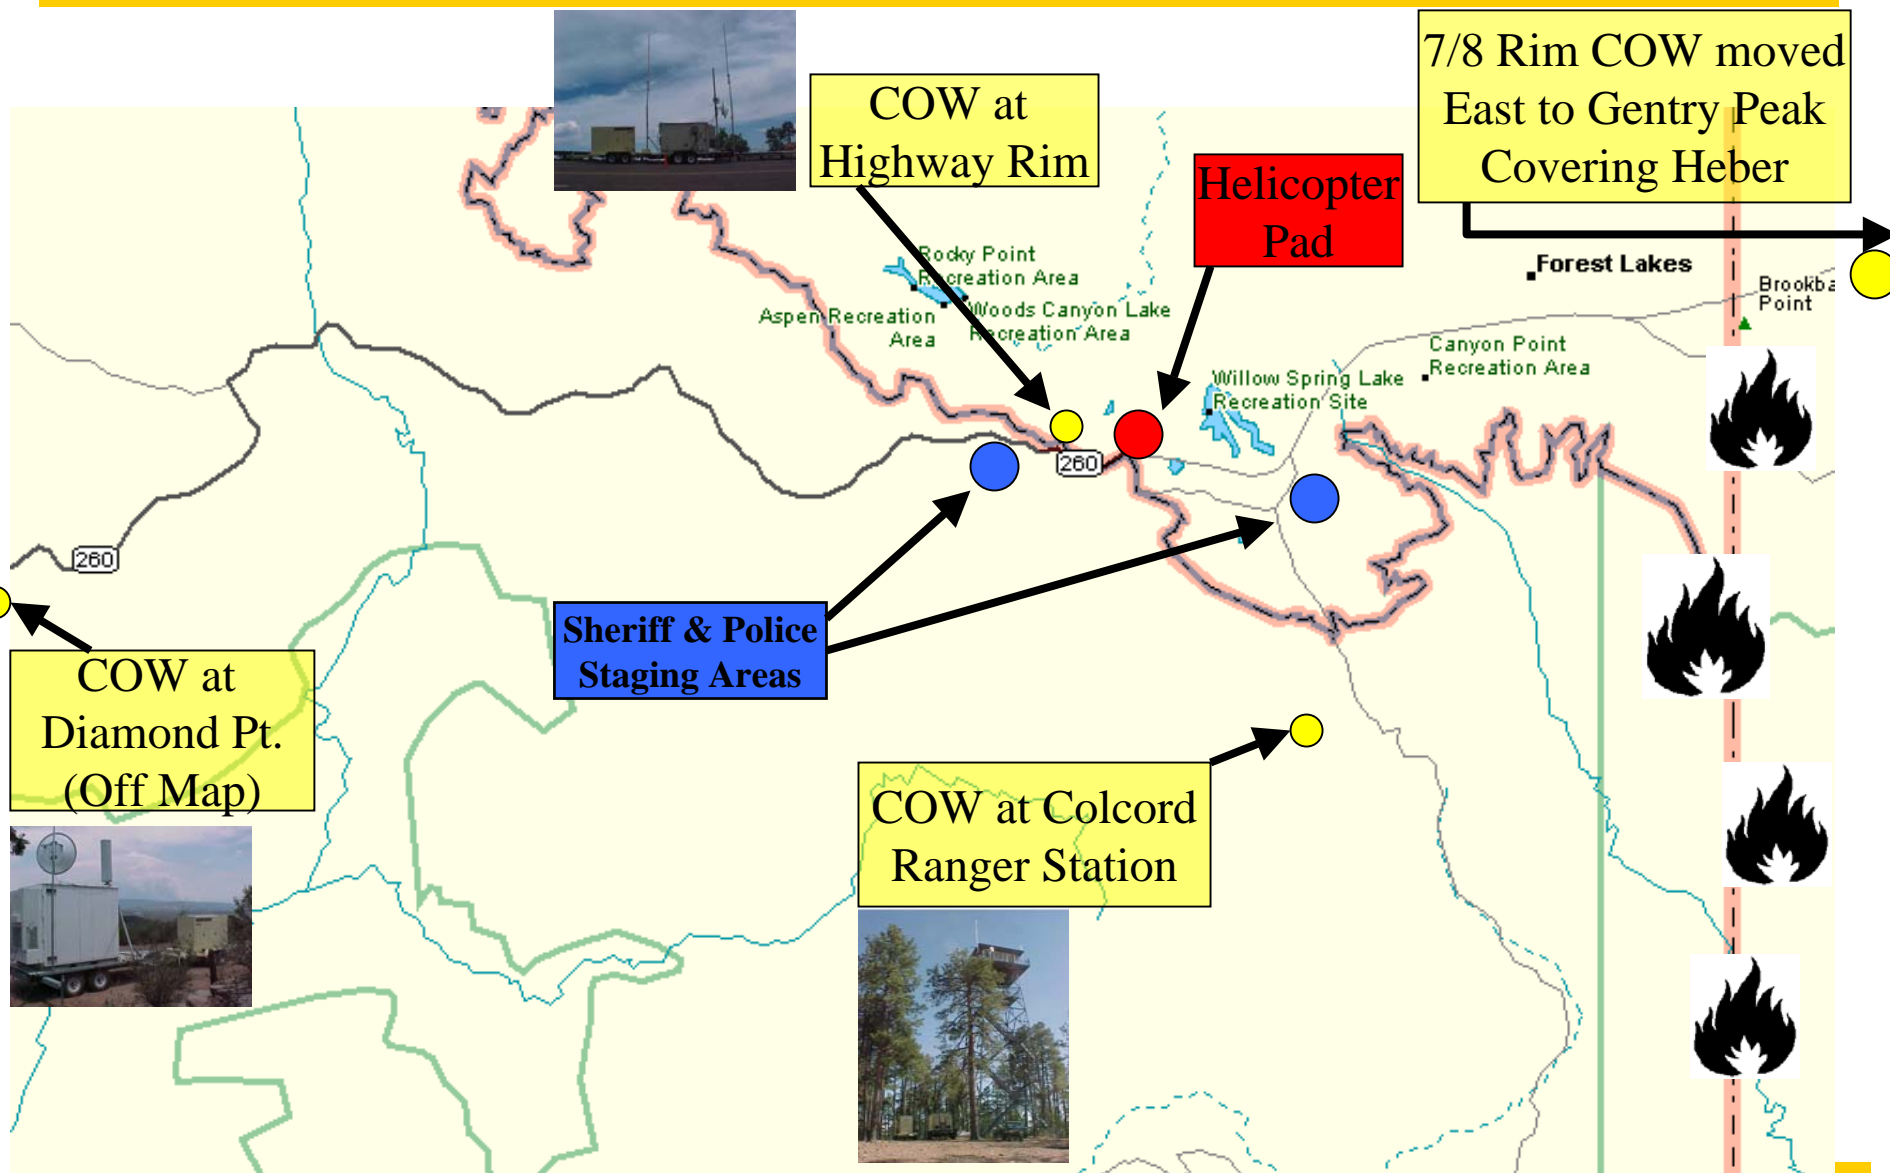 COW at
Highway Rim
7/8 Rim COW moved
East to Gentry Peak
Covering Heber
Helicopter
Pad
Rocky Point
Recreation Area
Aspen Recreation
Area
Woods Canyon Lake
Recreation Area
Forest Lakes
Point
Canyon Point
Recreation Area
Willow Spring Lake
Recreation Site
260
260
Sheriff & Police
Staging Areas
COW at
Diamond Pt.
(Off Map)
COW at Colcord
Ranger Station